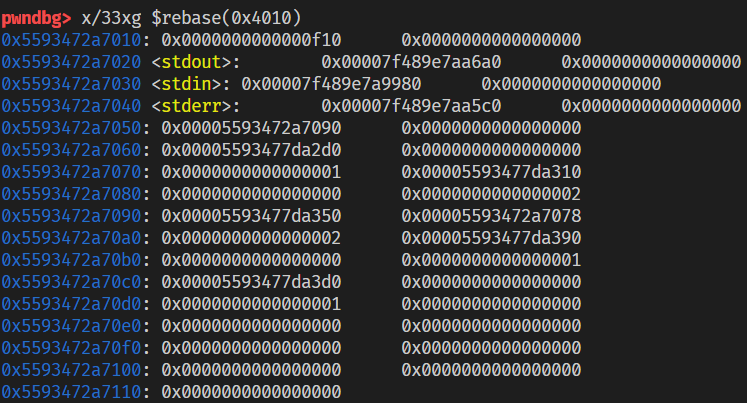 pwndbg> x/33xg $rebase(0x4010)
0x5593472a7010: 0x0000000000000f10 0x0000000000000000
0x5593472a7020 <stdout>: 0x00007f489e7aa6a0 0x0000000000000000
0x5593472a7030 <stdin>: 0x00007f489e7a9980 0x0000000000000000
0x5593472a7040 <stderr>: 0x00007f489e7aa5c0 0x0000000000000000
0x5593472a7050: 0x00005593472a7090 0x0000000000000000
0x5593472a7060: 0x00005593477da2d0 0x0000000000000000
0x5593472a7070: 0x0000000000000001 0x00005593477da310
0x5593472a7080: 0x0000000000000000 0x0000000000000002
0x5593472a7090: 0x00005593477da350 0x00005593472a7078
0x5593472a70a0: 0x0000000000000002 0x00005593477da390
0x5593472a70b0: 0x0000000000000000 0x0000000000000001
0x5593472a70c0: 0x00005593477da3d0 0x0000000000000000
0x5593472a70d0: 0x0000000000000001 0x0000000000000000
0x5593472a70e0: 0x0000000000000000 0x0000000000000000
0x5593472a70f0: 0x0000000000000000 0x0000000000000000
0x5593472a7100: 0x0000000000000000 0x0000000000000000
0x5593472a7110: 0x0000000000000000